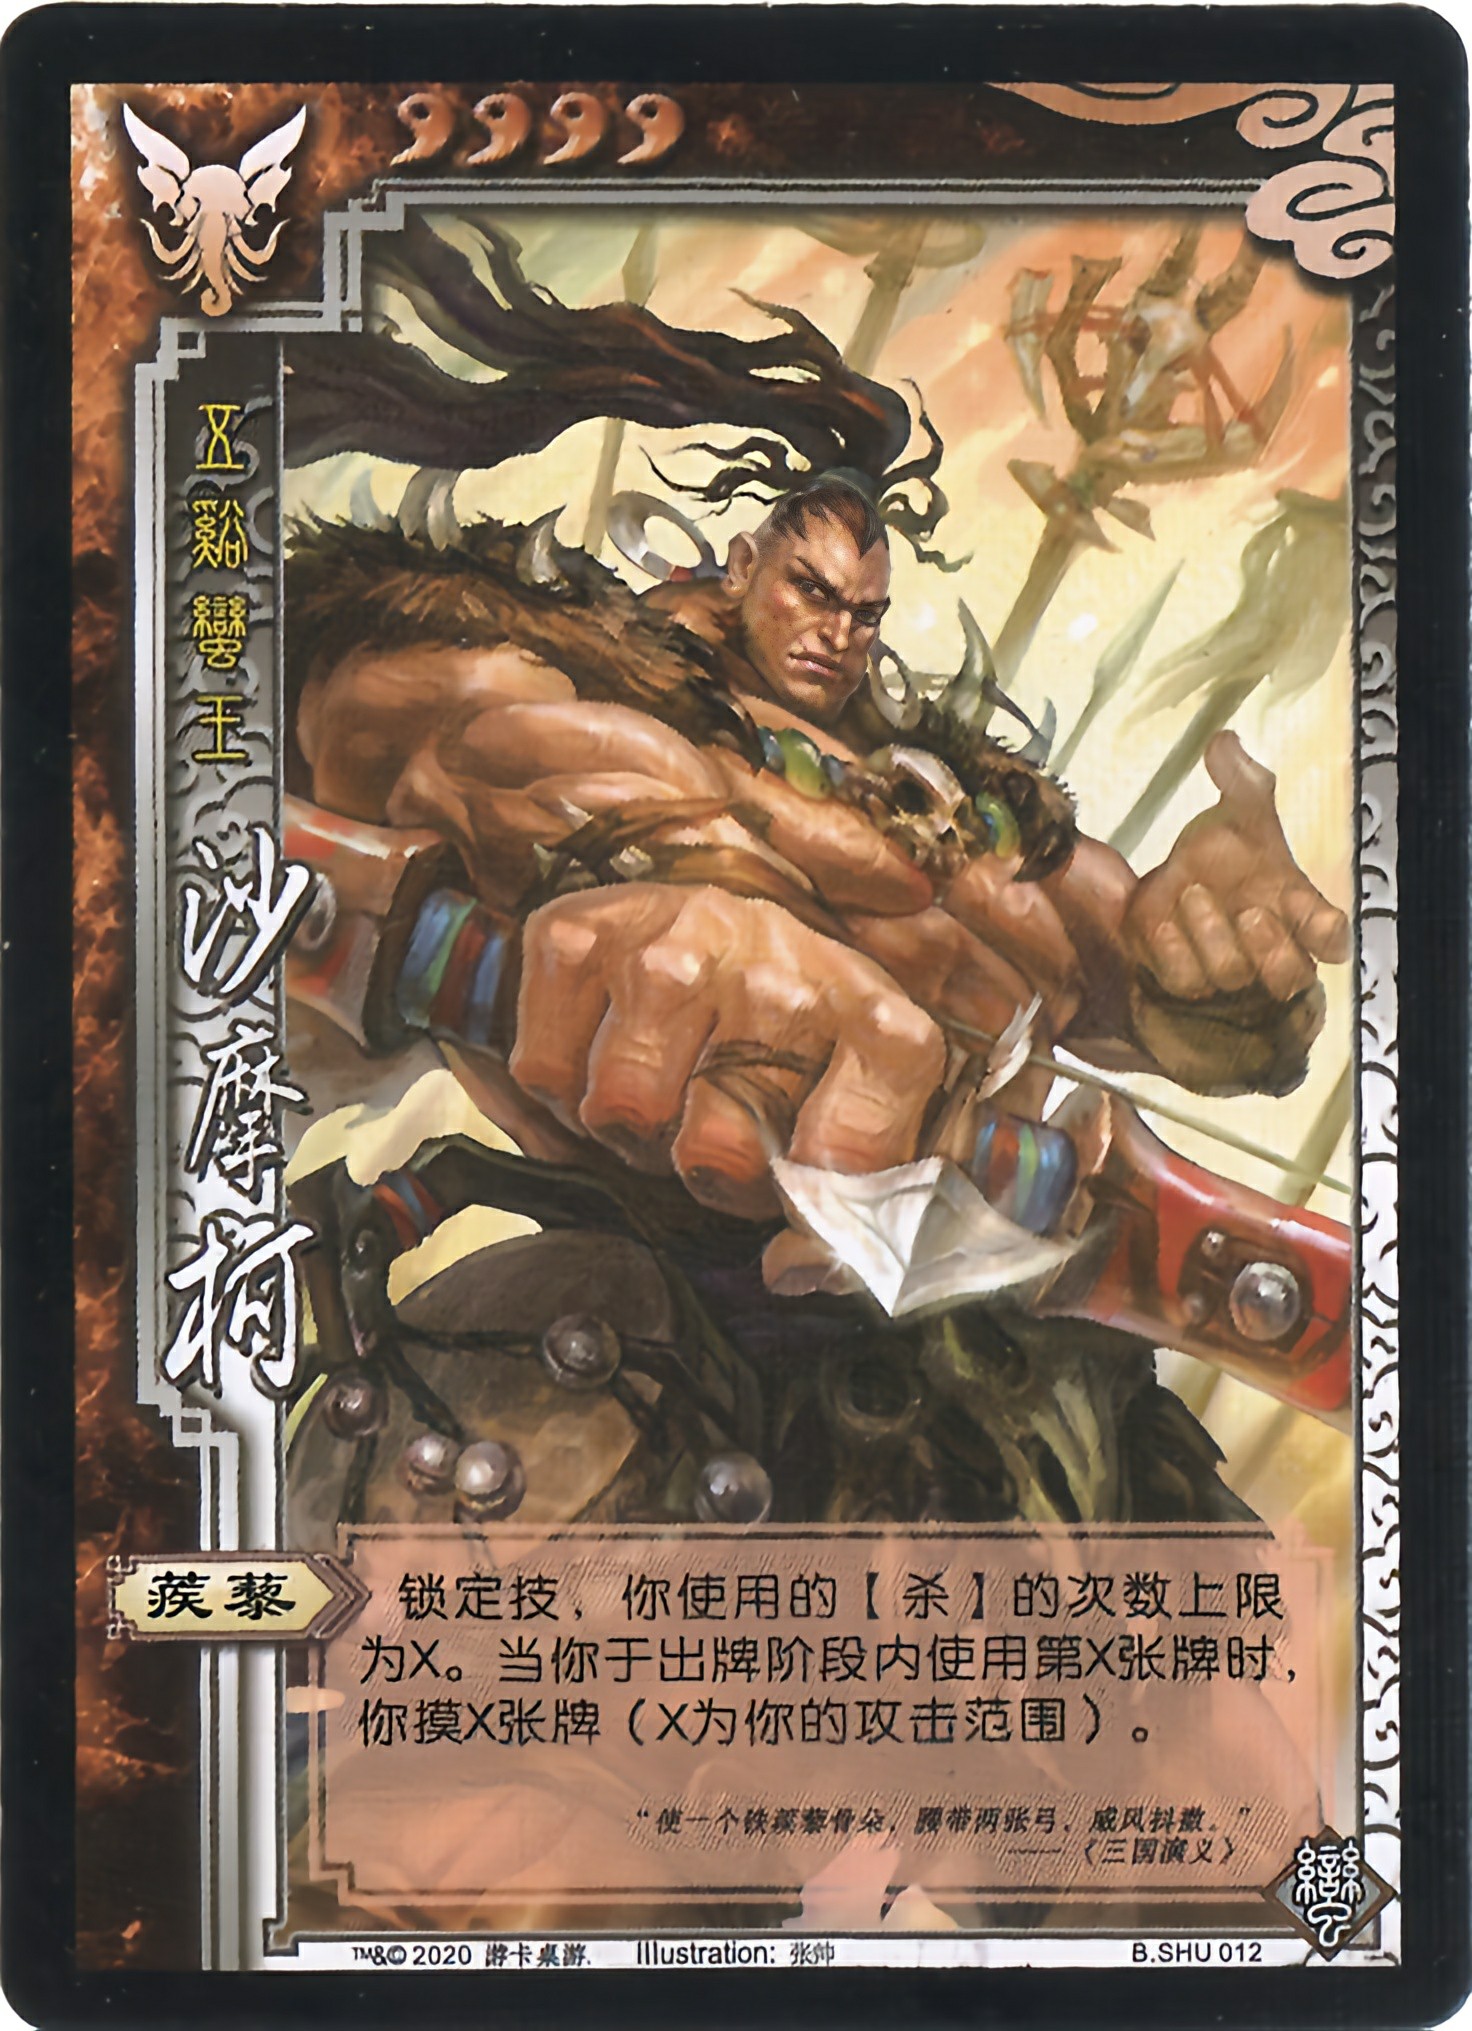 五谿蠻王
沙摩柯
蒺藜
锁定技，你使用的【杀】的次数上限
为X。当你于出牌阶段内使用第X张牌时，
你摸X张牌（X为你的攻击范围）。
“使一个铁蒺藜骨朵，腰带两张弓，威风抖擞。”
——《三国演义》
™&© 2020 游卡桌游. Illustration: 张帅
B.SHU 012